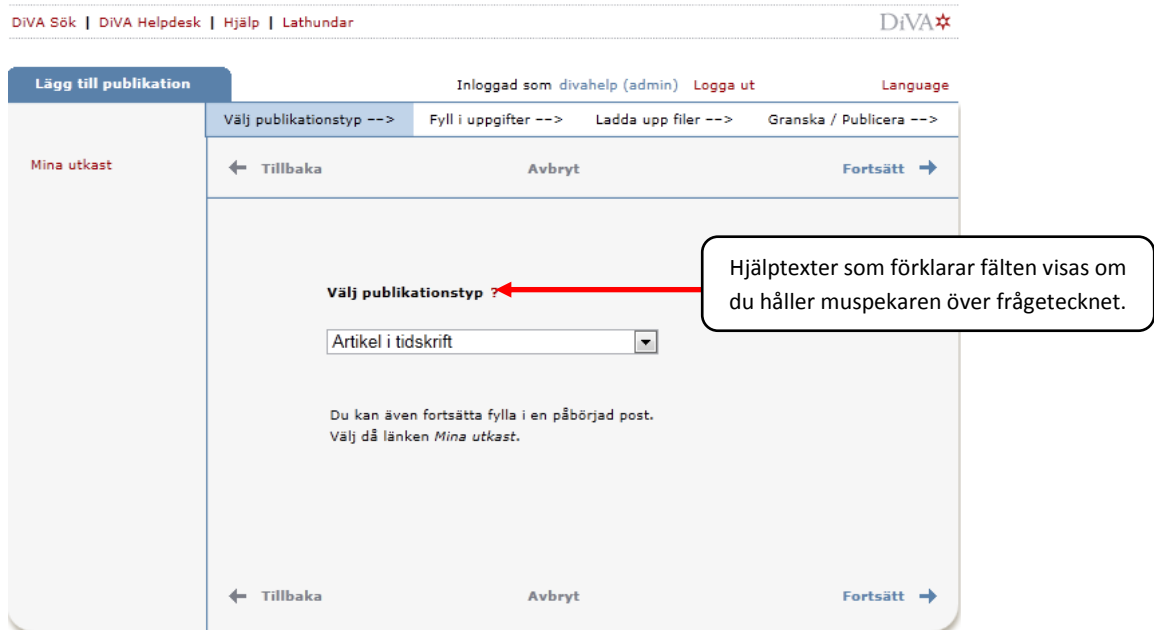 DiVA Sök | DiVA Helpdesk | Hjälp | Lathundar
DiVA
Lägg till publikation
Inloggad som divahelp (admin) Logga ut
Language
Välj publikationstyp --> Fyll i uppgifter --> Ladda upp filer --> Granska / Publicera -->
Mina utkast
← Tillbaka
Avbryt
Fortsätt →
Välj publikationstyp ?
Hjälptexter som förklarar fälten visas om
du håller muspekaren över frågetecknet.
Artikel i tidskrift
Du kan även fortsätta fylla i en påbörjad post.
Välj då länken Mina utkast.
← Tillbaka
Avbryt
Fortsätt →